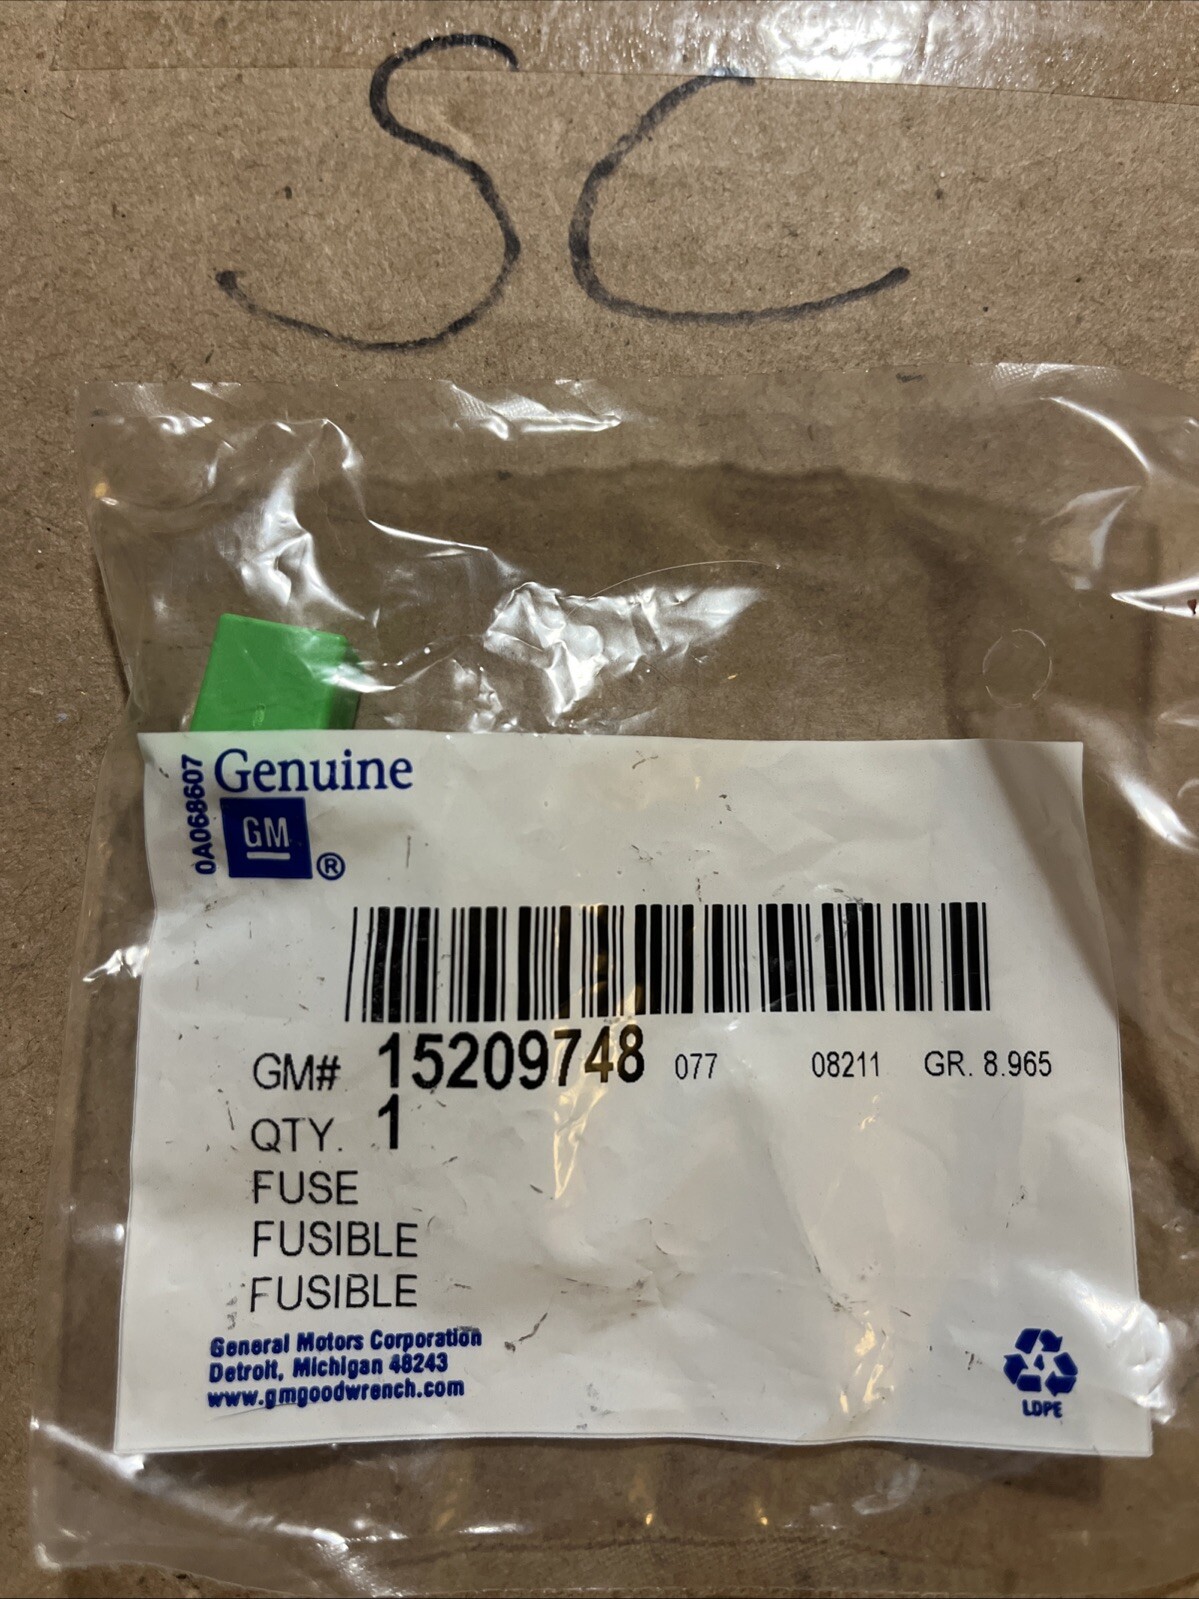 SC
0A068607
Genuine
GM ®
GM# 15209748 077 08211 GR. 8.965
QTY. 1
FUSE
FUSIBLE
FUSIBLE
General Motors Corporation
Detroit, Michigan 48243
www.gmgoodwrench.com
LDPE